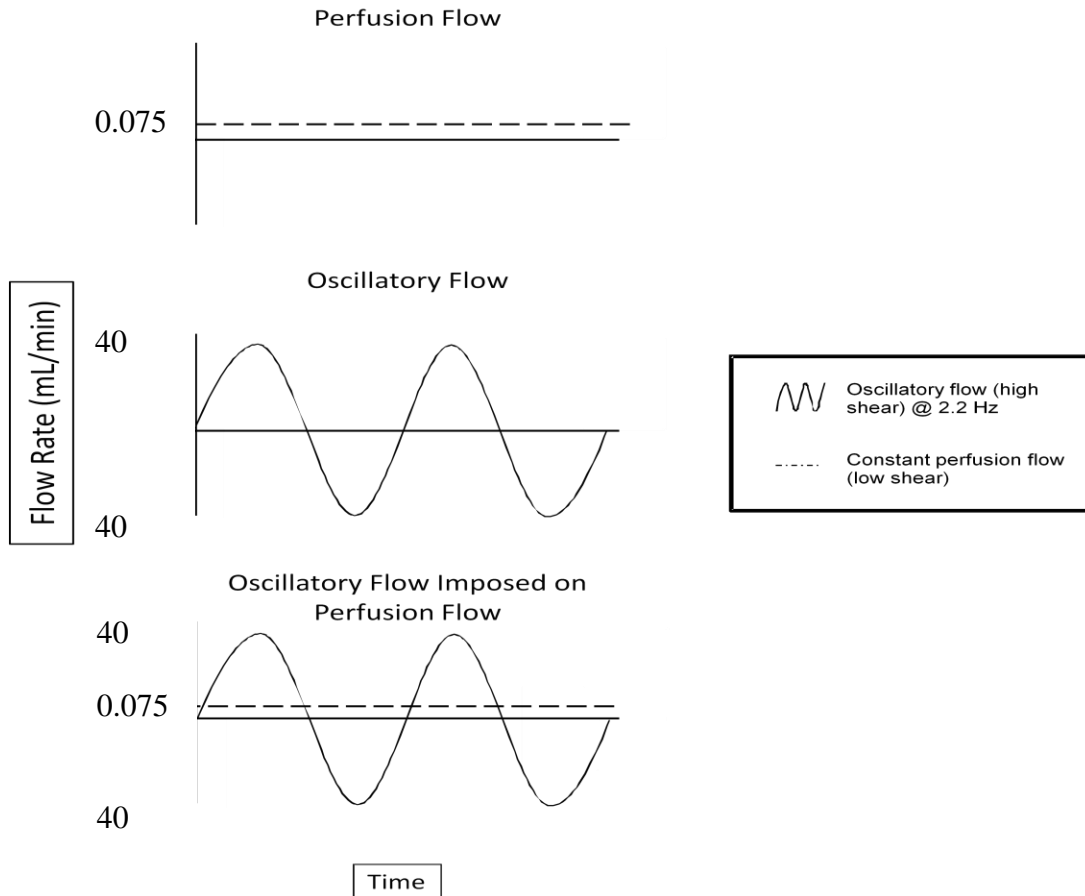 Perfusion Flow
0.075
Oscillatory Flow
40
Flow Rate (mL/min)
40
Oscillatory flow (high
shear) @ 2.2 Hz
Constant perfusion flow
(low shear)
Oscillatory Flow Imposed on
Perfusion Flow
40
0.075
40
Time